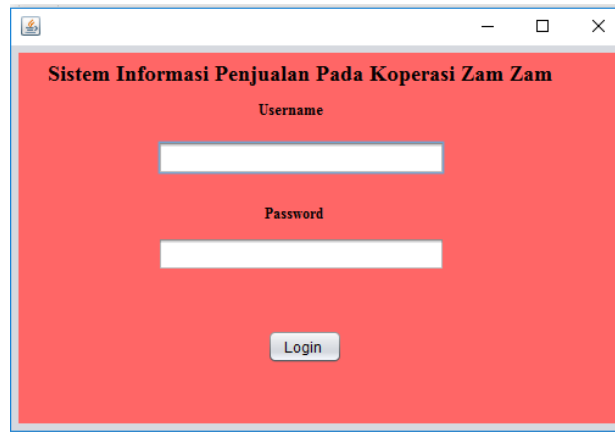 Sistem Informasi Penjualan Pada Koperasi Zam Zam
Username
Password
Login